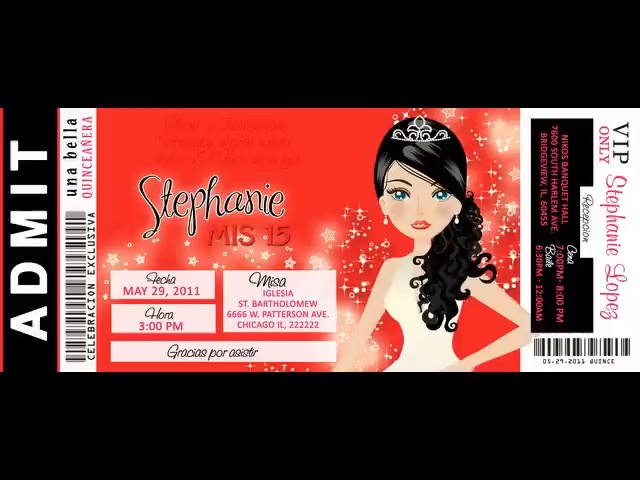 ADMIT
una bella
QUINCEAÑERA
CELEBRACION EXCLUSIVA
Stephanie
MIS 15
Fecha
MAY 29, 2011
Hora
3:00 PM
Misa
IGLESIA
ST. BARTHOLOMEW
6666 W. PATTERSON AVE.
CHICAGO IL, 222222
Gracias por asistir
VIP
ONLY
Stephanie Lopez
Recepcion
NIKOS BANQUET HALL
7600 SOUTH HARLEM AVE.
BRIDGEVIEW, IL. 60455
Cena
7:00PM- 8:00 PM
Baile
6:30PM - 12:00AM
05-29-2011 QUINCE